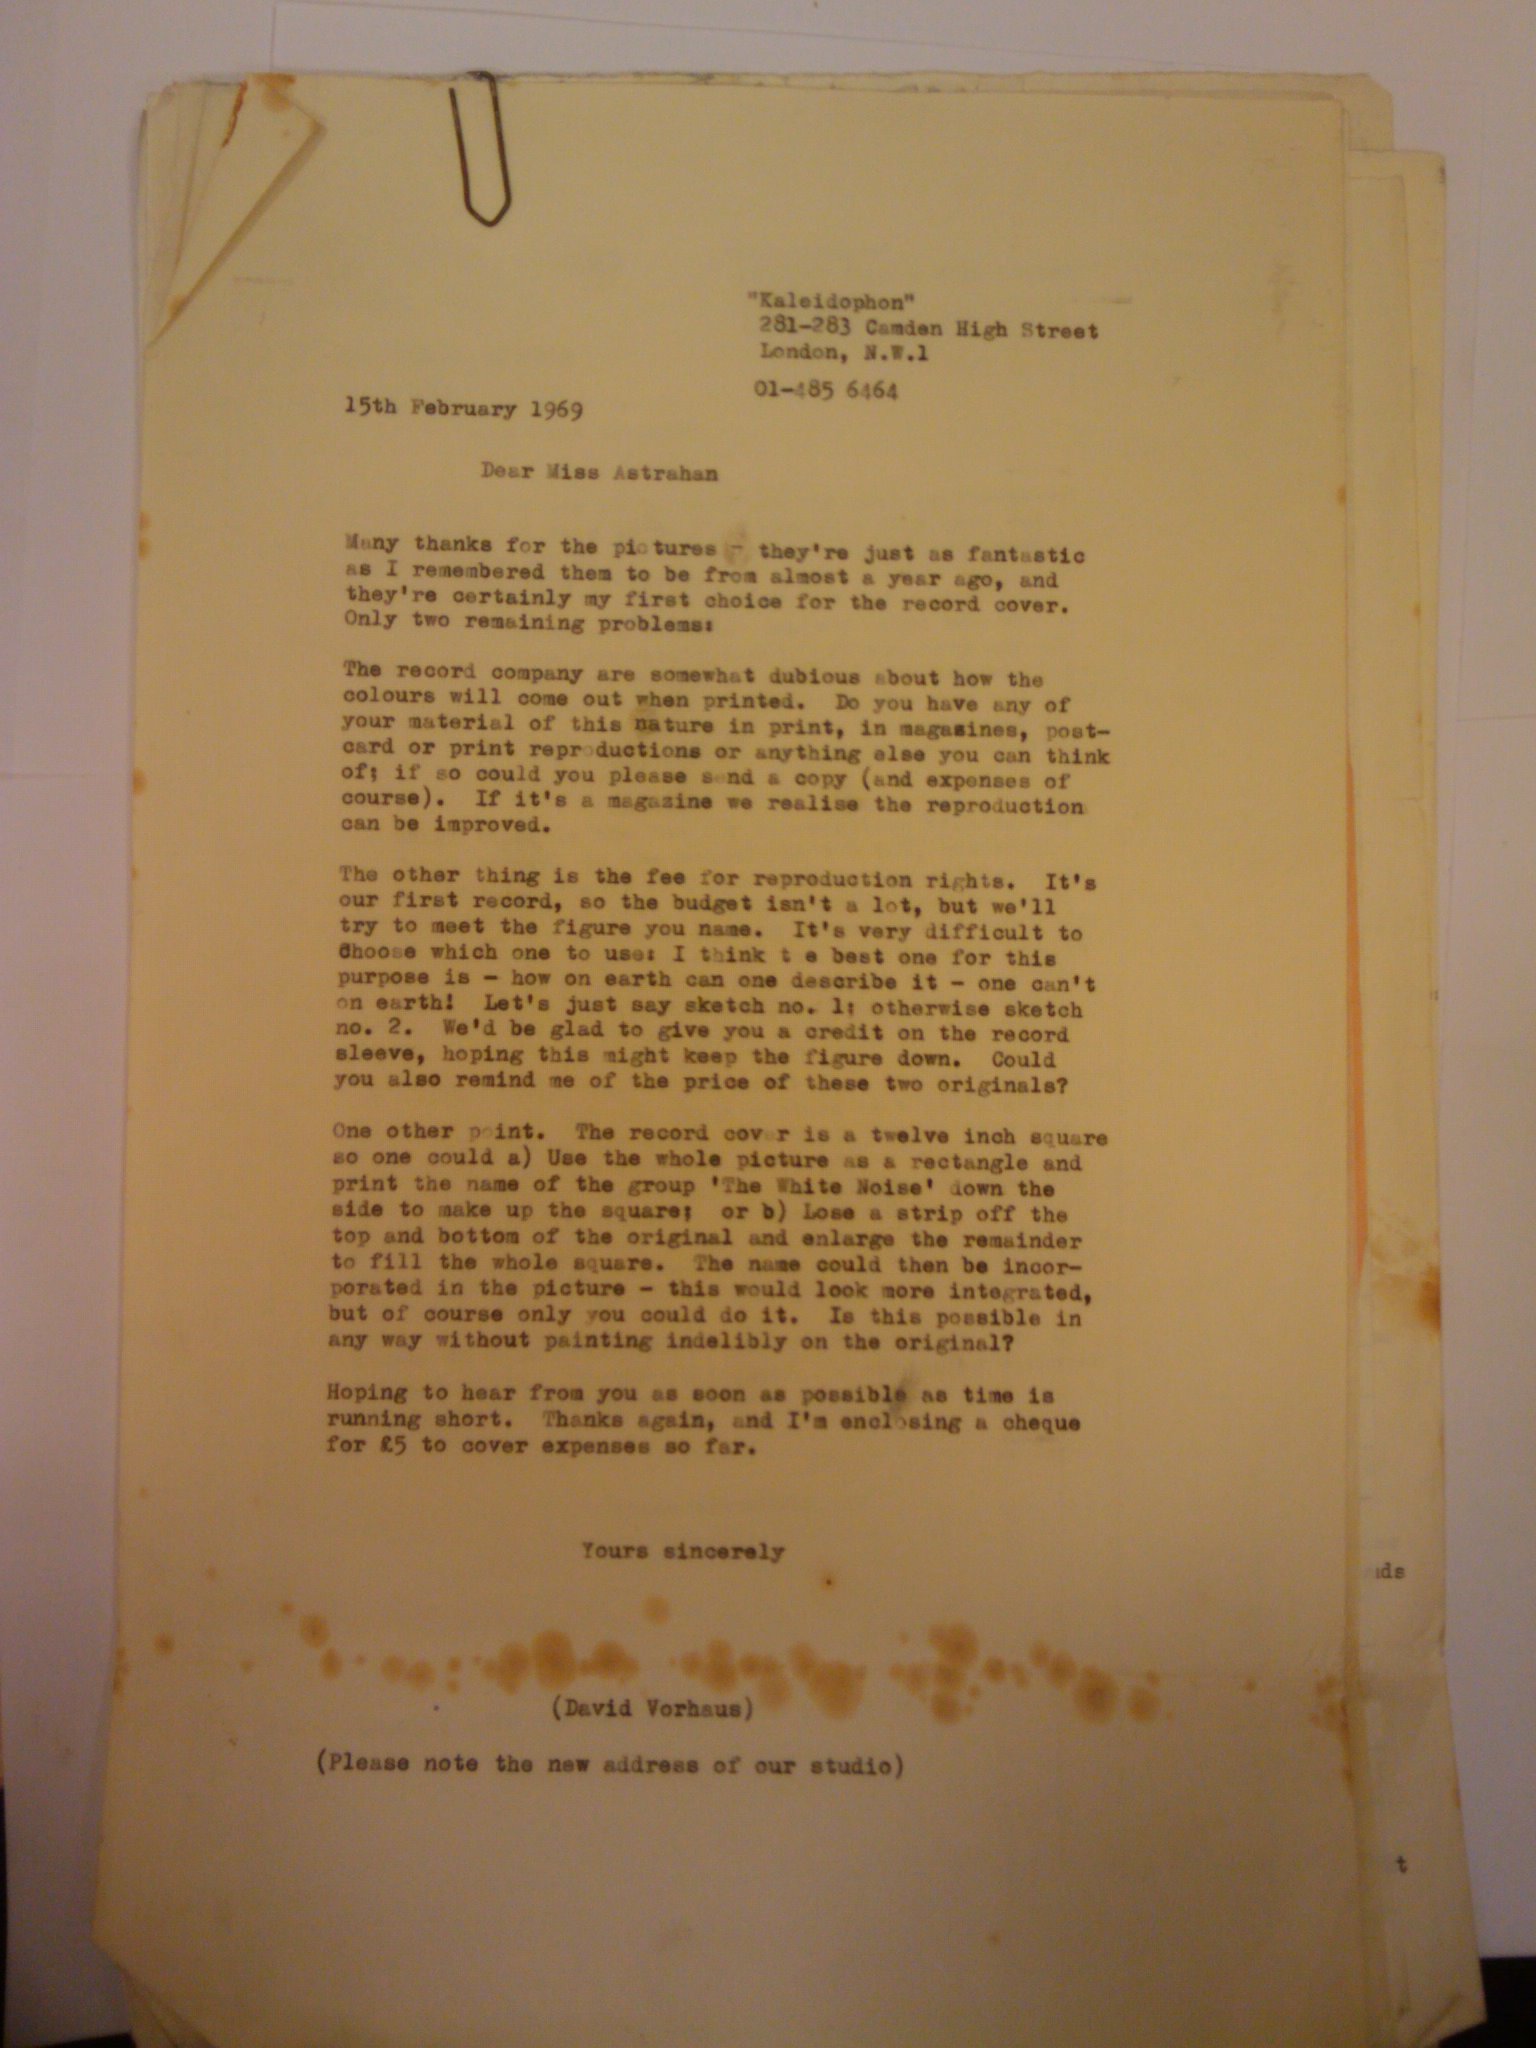 "Kaleidophon"
281-283 Camden High Street
London, N.W.1
01-485 6464
15th February 1969
Dear Miss Astrahan
Many thanks for the pictures - they're just as fantastic
as I remembered them to be from almost a year ago, and
they're certainly my first choice for the record cover.
Only two remaining problems:
The record company are somewhat dubious about how the
colours will come out when printed. Do you have any of
your material of this nature in print, in magazines, post-
card or print reproductions or anything else you can think
of; if so could you please send a copy (and expenses of
course). If it's a magazine we realise the reproduction
can be improved.
The other thing is the fee for reproduction rights. It's
our first record, so the budget isn't a lot, but we'll
try to meet the figure you name. It's very difficult to
choose which one to use: I think t e best one for this
purpose is - how on earth can one describe it - one can't
on earth! Let's just say sketch no. 1; otherwise sketch
no. 2. We'd be glad to give you a credit on the record
sleeve, hoping this might keep the figure down. Could
you also remind me of the price of these two originals?
One other point. The record cover is a twelve inch square
so one could a) Use the whole picture as a rectangle and
print the name of the group 'The White Noise' down the
side to make up the square; or b) Lose a strip off the
top and bottom of the original and enlarge the remainder
to fill the whole square. The name could then be incor-
porated in the picture - this would look more integrated,
but of course only you could do it. Is this possible in
any way without painting indelibly on the original?
Hoping to hear from you as soon as possible as time is
running short. Thanks again, and I'm enclosing a cheque
for £5 to cover expenses so far.
Yours sincerely
(David Vorhaus)
(Please note the new address of our studio)
t